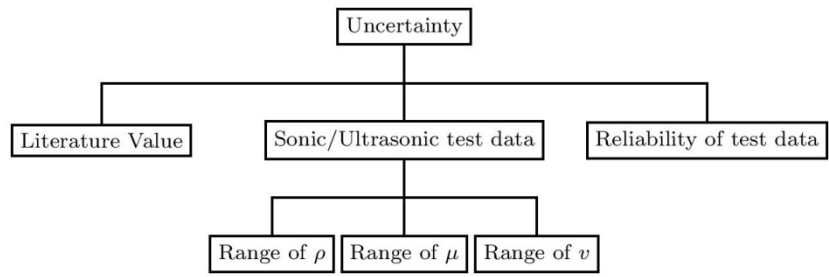 Uncertainty
Literature Value
Sonic/Ultrasonic test data
Reliability of test data
Range of ρ
Range of μ
Range of v